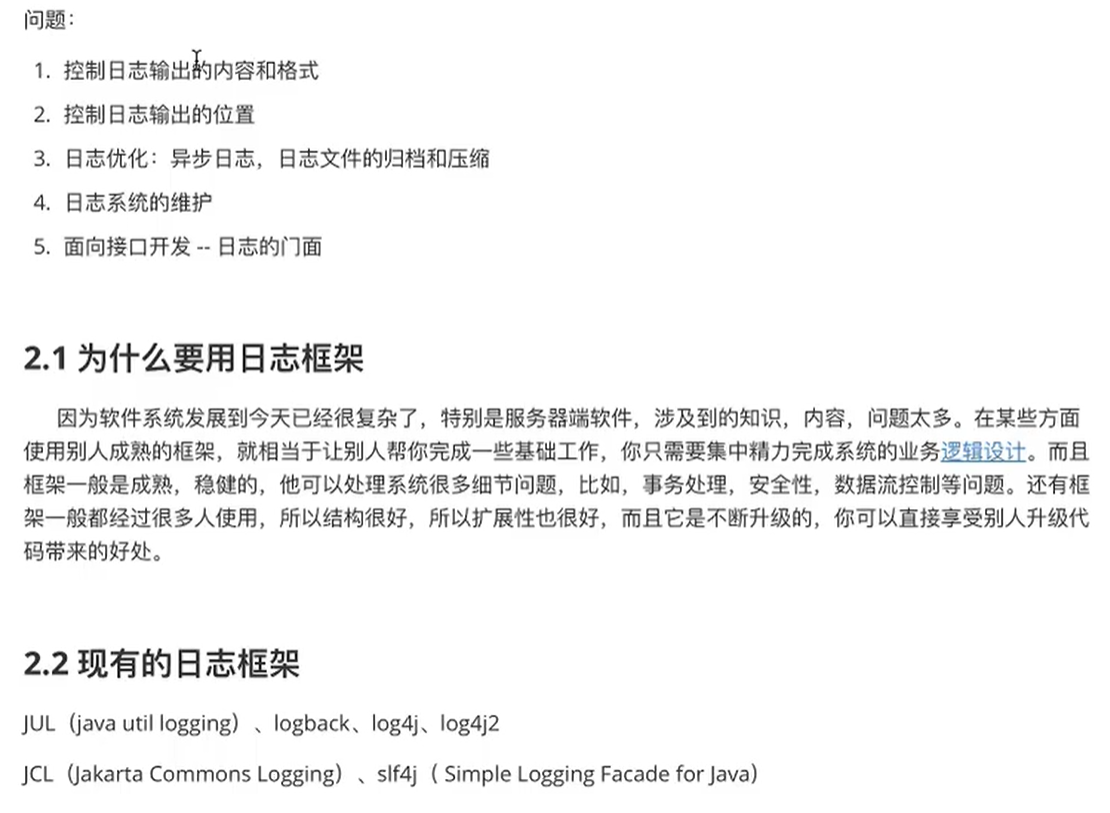 问题：
1. 控制日志输出的内容和格式
2. 控制日志输出的位置
3. 日志优化：异步日志，日志文件的归档和压缩
4. 日志系统的维护
5. 面向接口开发 -- 日志的门面
2.1 为什么要用日志框架
因为软件系统发展到今天已经很复杂了，特别是服务器端软件，涉及到的知识，内容，问题太多。在某些方面
使用别人成熟的框架，就相当于让别人帮你完成一些基础工作，你只需要集中精力完成系统的业务逻辑设计。而且
框架一般是成熟，稳健的，他可以处理系统很多细节问题，比如，事务处理，安全性，数据流控制等问题。还有框
架一般都经过很多人使用，所以结构很好，所以扩展性也很好，而且它是不断升级的，你可以直接享受别人升级代
码带来的好处。
2.2 现有的日志框架
JUL（java util logging）、logback、log4j、log4j2
JCL（Jakarta Commons Logging）、slf4j（ Simple Logging Facade for Java）